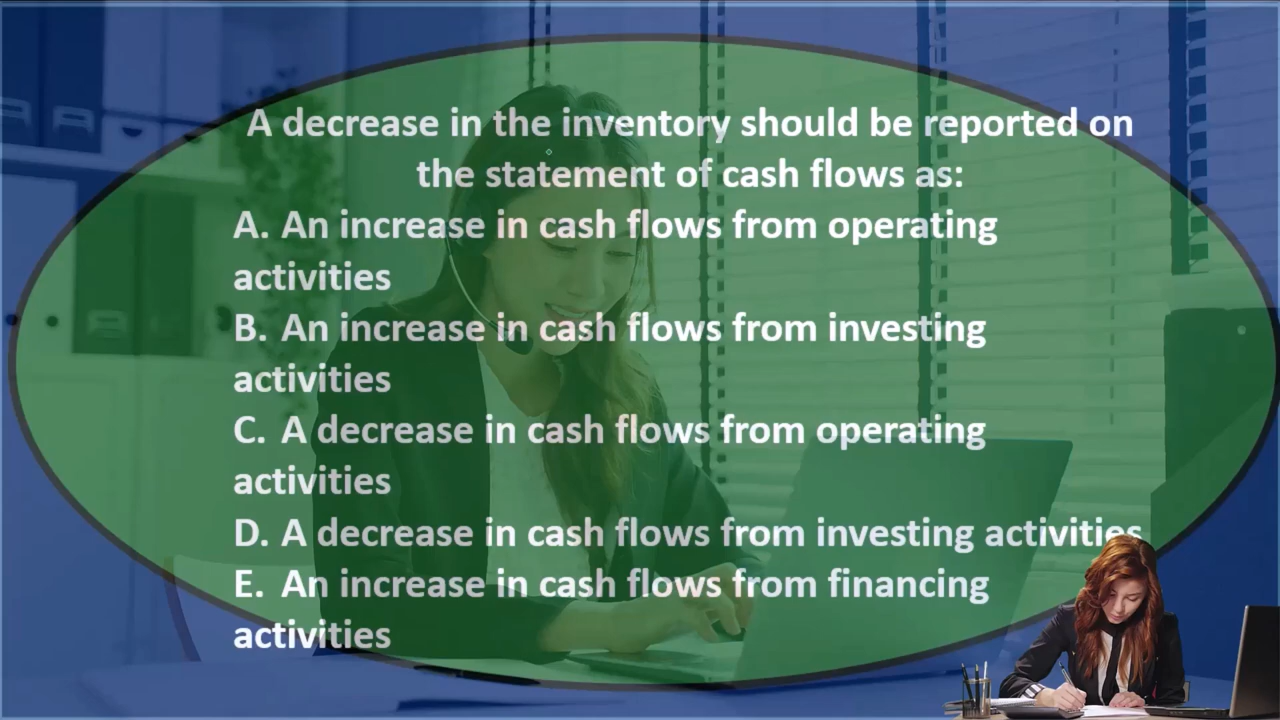 A decrease in the inventory should be reported on
the statement of cash flows as:
A. An increase in cash flows from operating
activities
B. An increase in cash flows from investing
activities
C. A decrease in cash flows from operating
activities
D. A decrease in cash flows from investing activities
E. An increase in cash flows from financing
activities